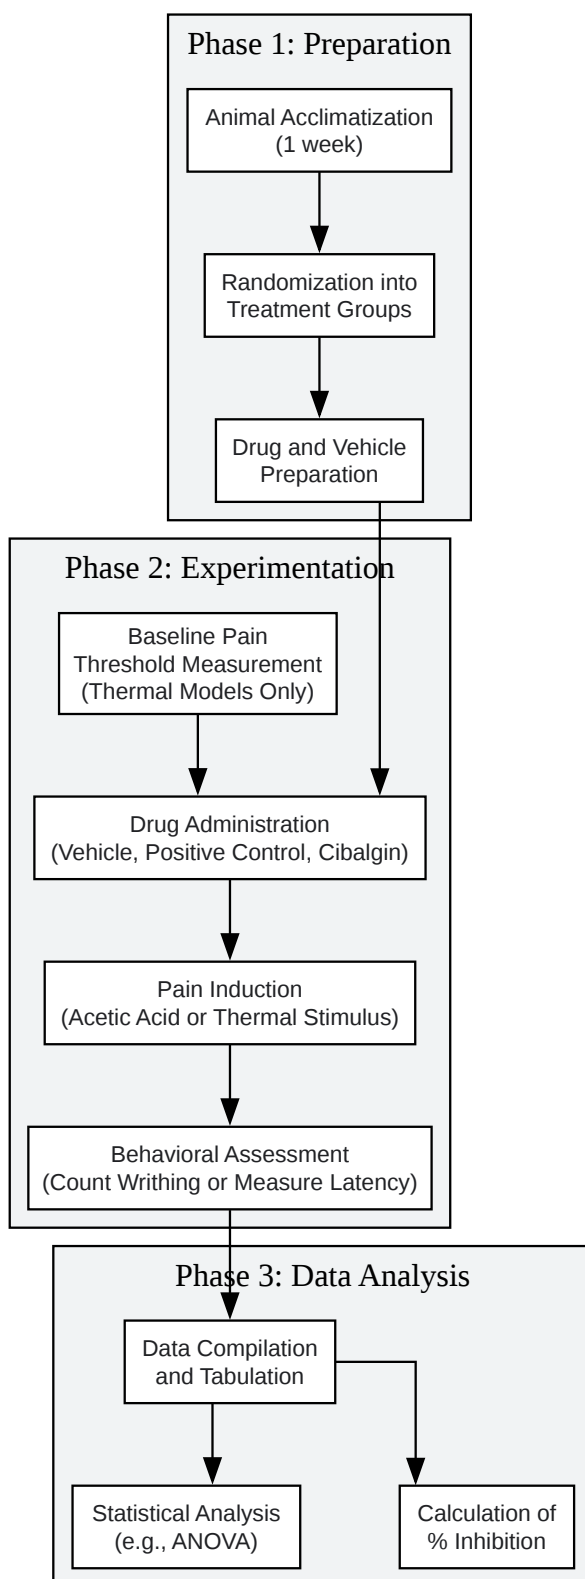 Phase 1: Preparation
Animal Acclimatization
(1 week)
Randomization into
Treatment Groups
Drug and Vehicle
Preparation
Phase 2: Experimentation
Baseline Pain
Threshold Measurement
(Thermal Models Only)
Drug Administration
(Vehicle, Positive Control, Cibalgin)
Pain Induction
(Acetic Acid or Thermal Stimulus)
Behavioral Assessment
(Count Writhing or Measure Latency)
Phase 3: Data Analysis
Data Compilation
and Tabulation
Statistical Analysis
(e.g., ANOVA)
Calculation of
% Inhibition